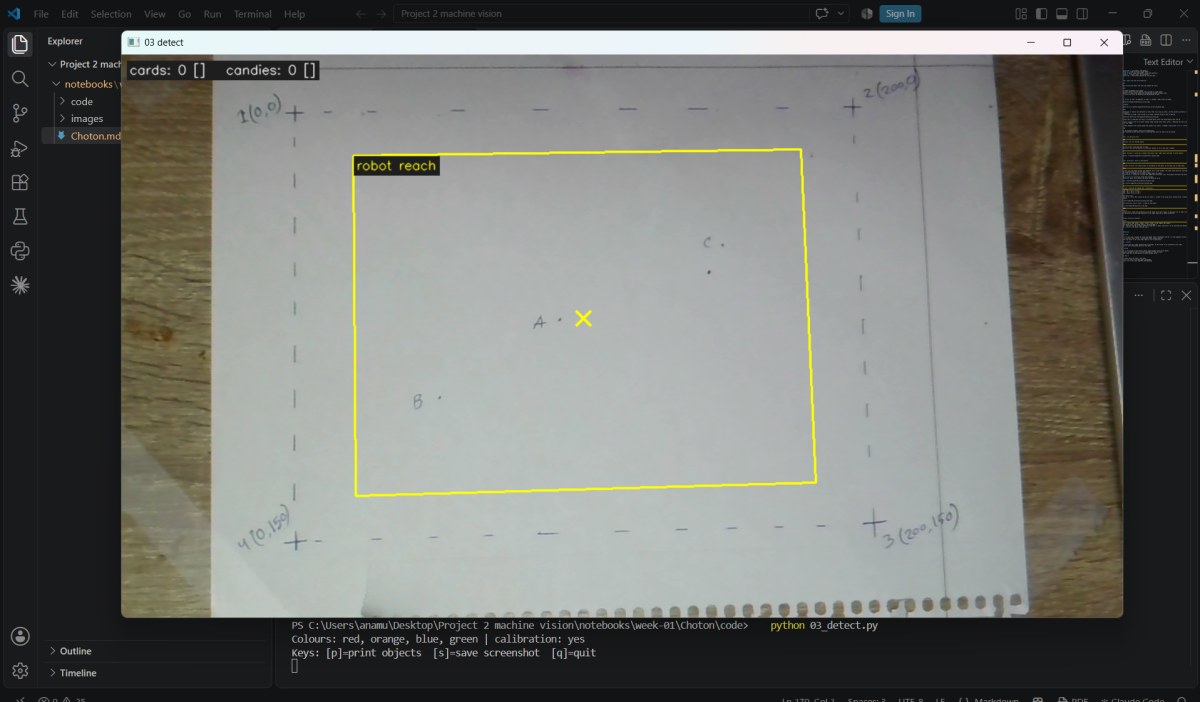 File Edit Selection View Go Run Terminal Help
Project 2 machine vision
Sign In
Explorer
Project 2 mach
notebooks
code
images
Choton.md
Outline
Timeline
Text Editor
03 detect
cards: 0 [] candies: 0 []
1(0,0)
2(200,0)
robot reach
C .
A .
B .
4(0,150)
3(200,150)
PS C:\Users\anamu\Desktop\Project 2 machine vision\notebooks\week-01\Choton\code> python 03_detect.py
Colours: red, orange, blue, green | calibration: yes
Keys: [p]=print objects [s]=save screenshot [q]=quit